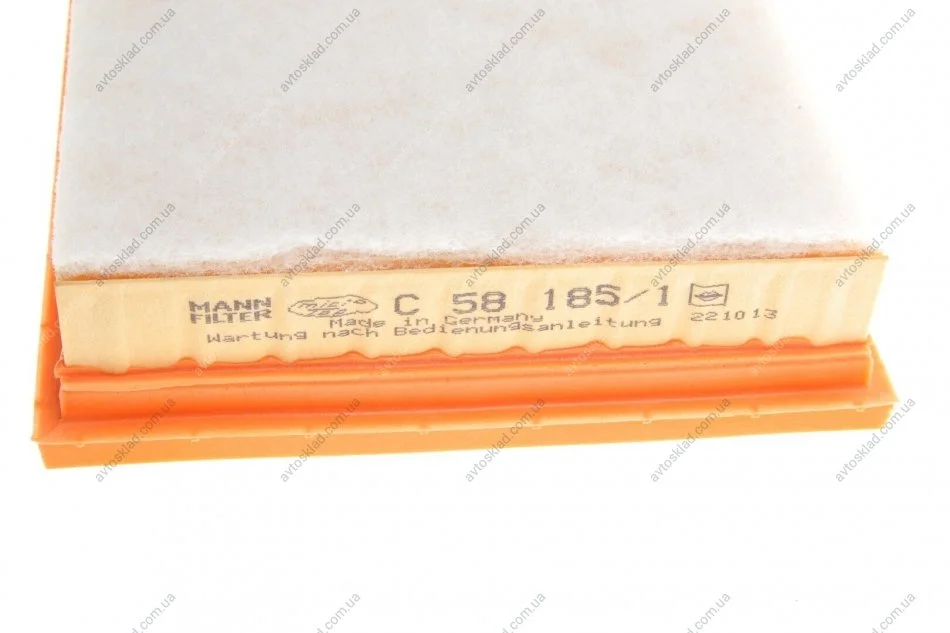 MANN
FILTER
C 58 185/1
Made in Germany
Wartung nach Bedienungsanleitung
221013
avtosklad.com.ua